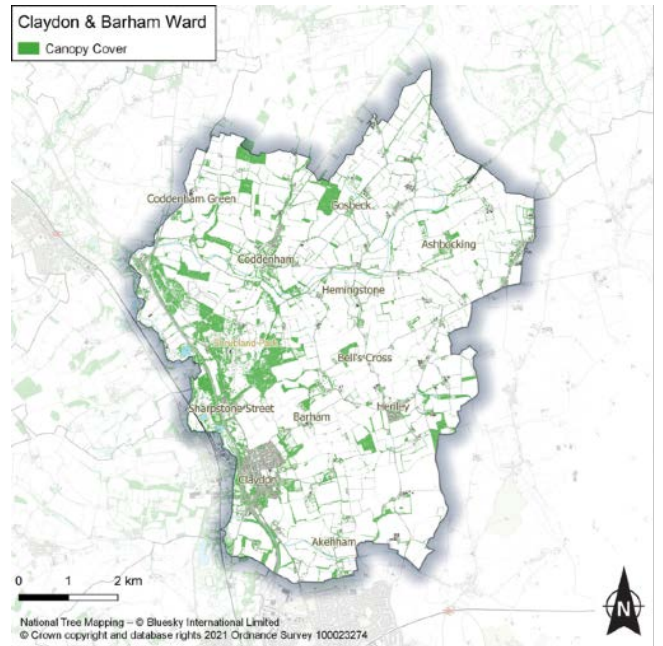 Claydon & Barham Ward
Canopy Cover
Coddenham Green
Gosbeck
Ashbocking
Coddenham
Hemingstone
Shrubland Park
Bell's Cross
Sharpstone Street
Barham
Henley
Claydon
Akenham
0 1 2 km
N
National Tree Mapping – © Bluesky International Limited
© Crown copyright and database rights 2021 Ordnance Survey 100023274